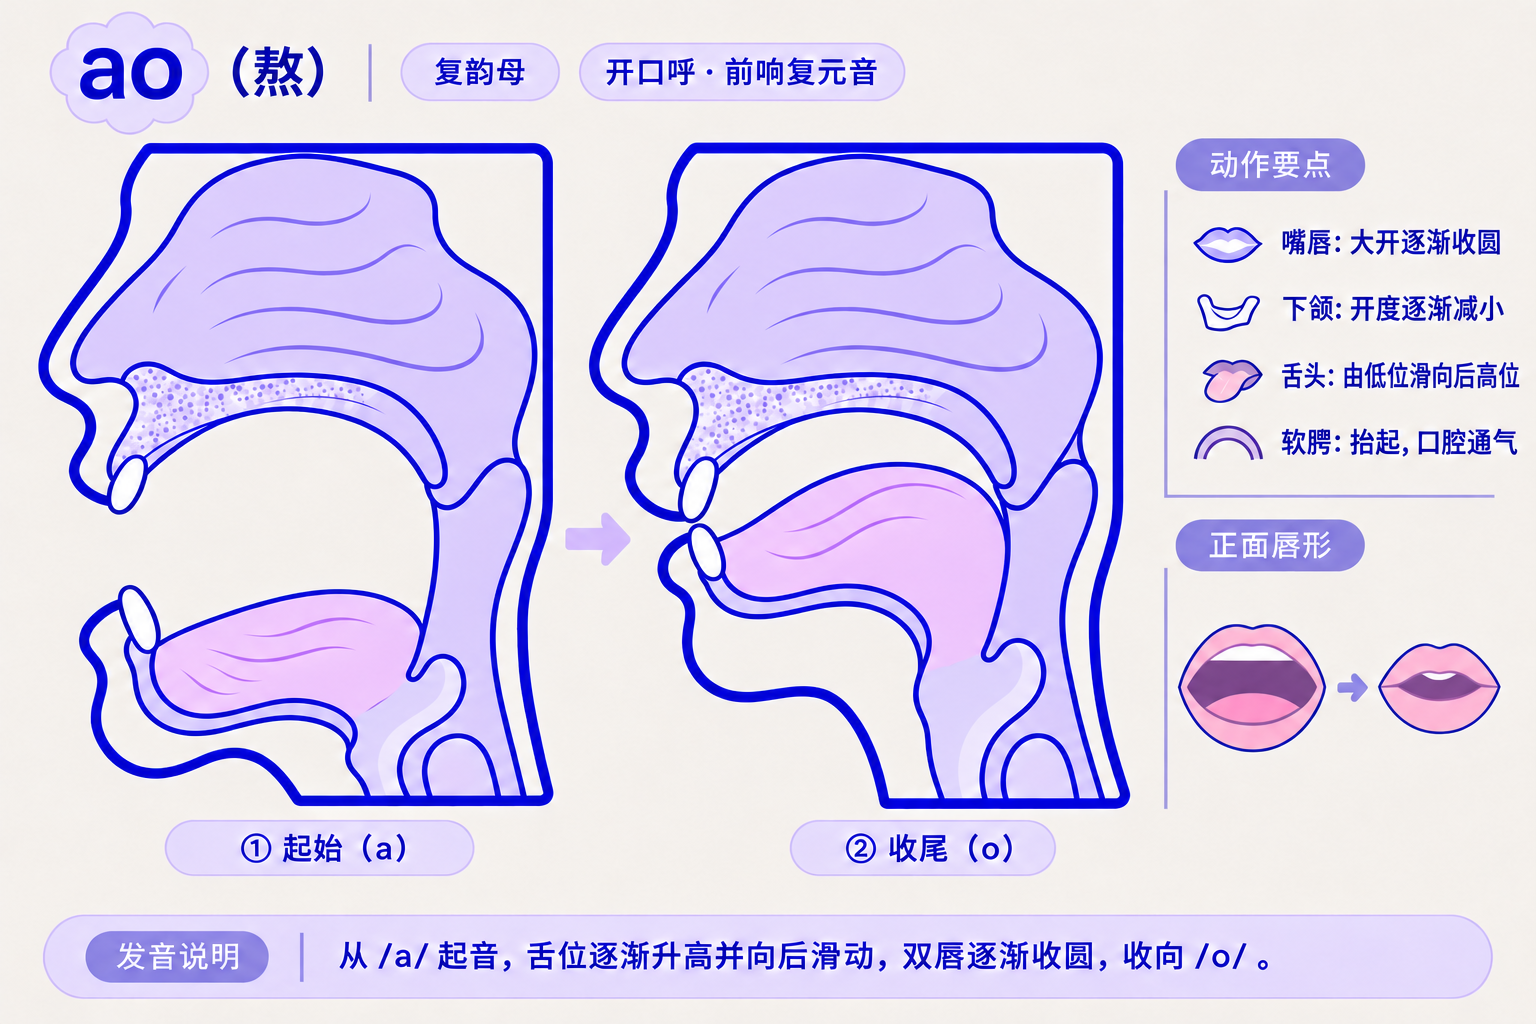 ao（熬）
复韵母
开口呼·前响复元音
动作要点
嘴唇：大开逐渐收圆
下颌：开度逐渐减小
舌头：由低位滑向后高位
软腭：抬起，口腔通气
正面唇形
① 起始（a）
② 收尾（o）
发音说明
从 /a/ 起音，舌位逐渐升高并向后滑动，双唇逐渐收圆，收向 /o/ 。